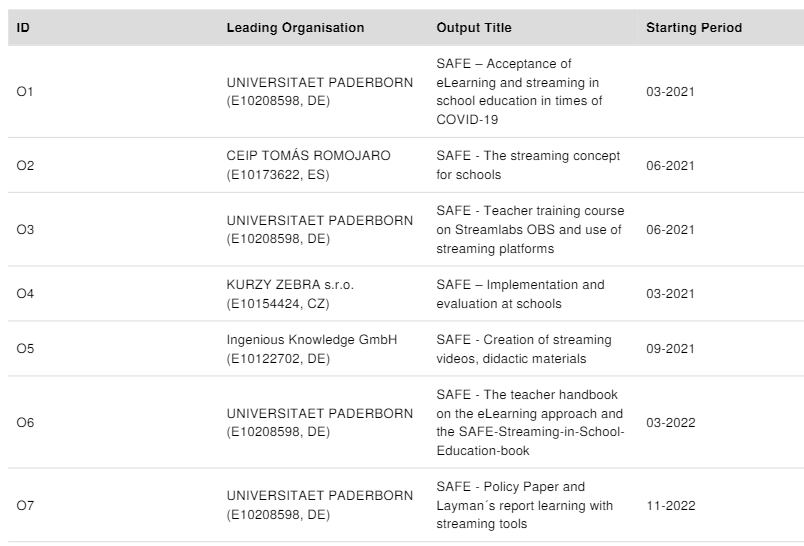 ID Leading Organisation Output Title Starting Period
SAFE – Acceptance of
UNIVERSITAET PADERBORN eLearning and streaming in
O1 03-2021
(E10208598, DE) school education in times of
COVID-19
CEIP TOMÁS ROMOJARO SAFE - The streaming concept
O2 06-2021
(E10173622, ES) for schools
SAFE - Teacher training course
UNIVERSITAET PADERBORN
O3 on Streamlabs OBS and use of 06-2021
(E10208598, DE)
streaming platforms
KURZY ZEBRA s.r.o. SAFE – Implementation and
O4 03-2021
(E10154424, CZ) evaluation at schools
Ingenious Knowledge GmbH SAFE - Creation of streaming
O5 09-2021
(E10122702, DE) videos, didactic materials
SAFE - The teacher handbook
UNIVERSITAET PADERBORN on the eLearning approach and
O6 03-2022
(E10208598, DE) the SAFE-Streaming-in-School-
Education-book
SAFE - Policy Paper and
UNIVERSITAET PADERBORN
O7 Layman´s report learning with 11-2022
(E10208598, DE)
streaming tools